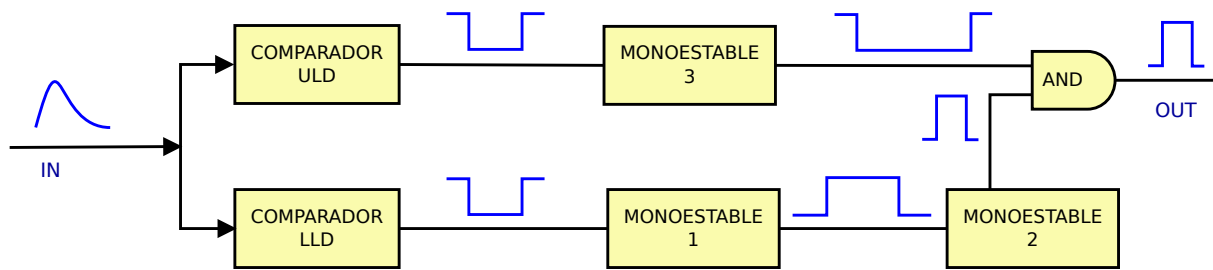 COMPARADOR
ULD
MONOESTABLE
3
AND
OUT
IN
COMPARADOR
LLD
MONOESTABLE
1
MONOESTABLE
2